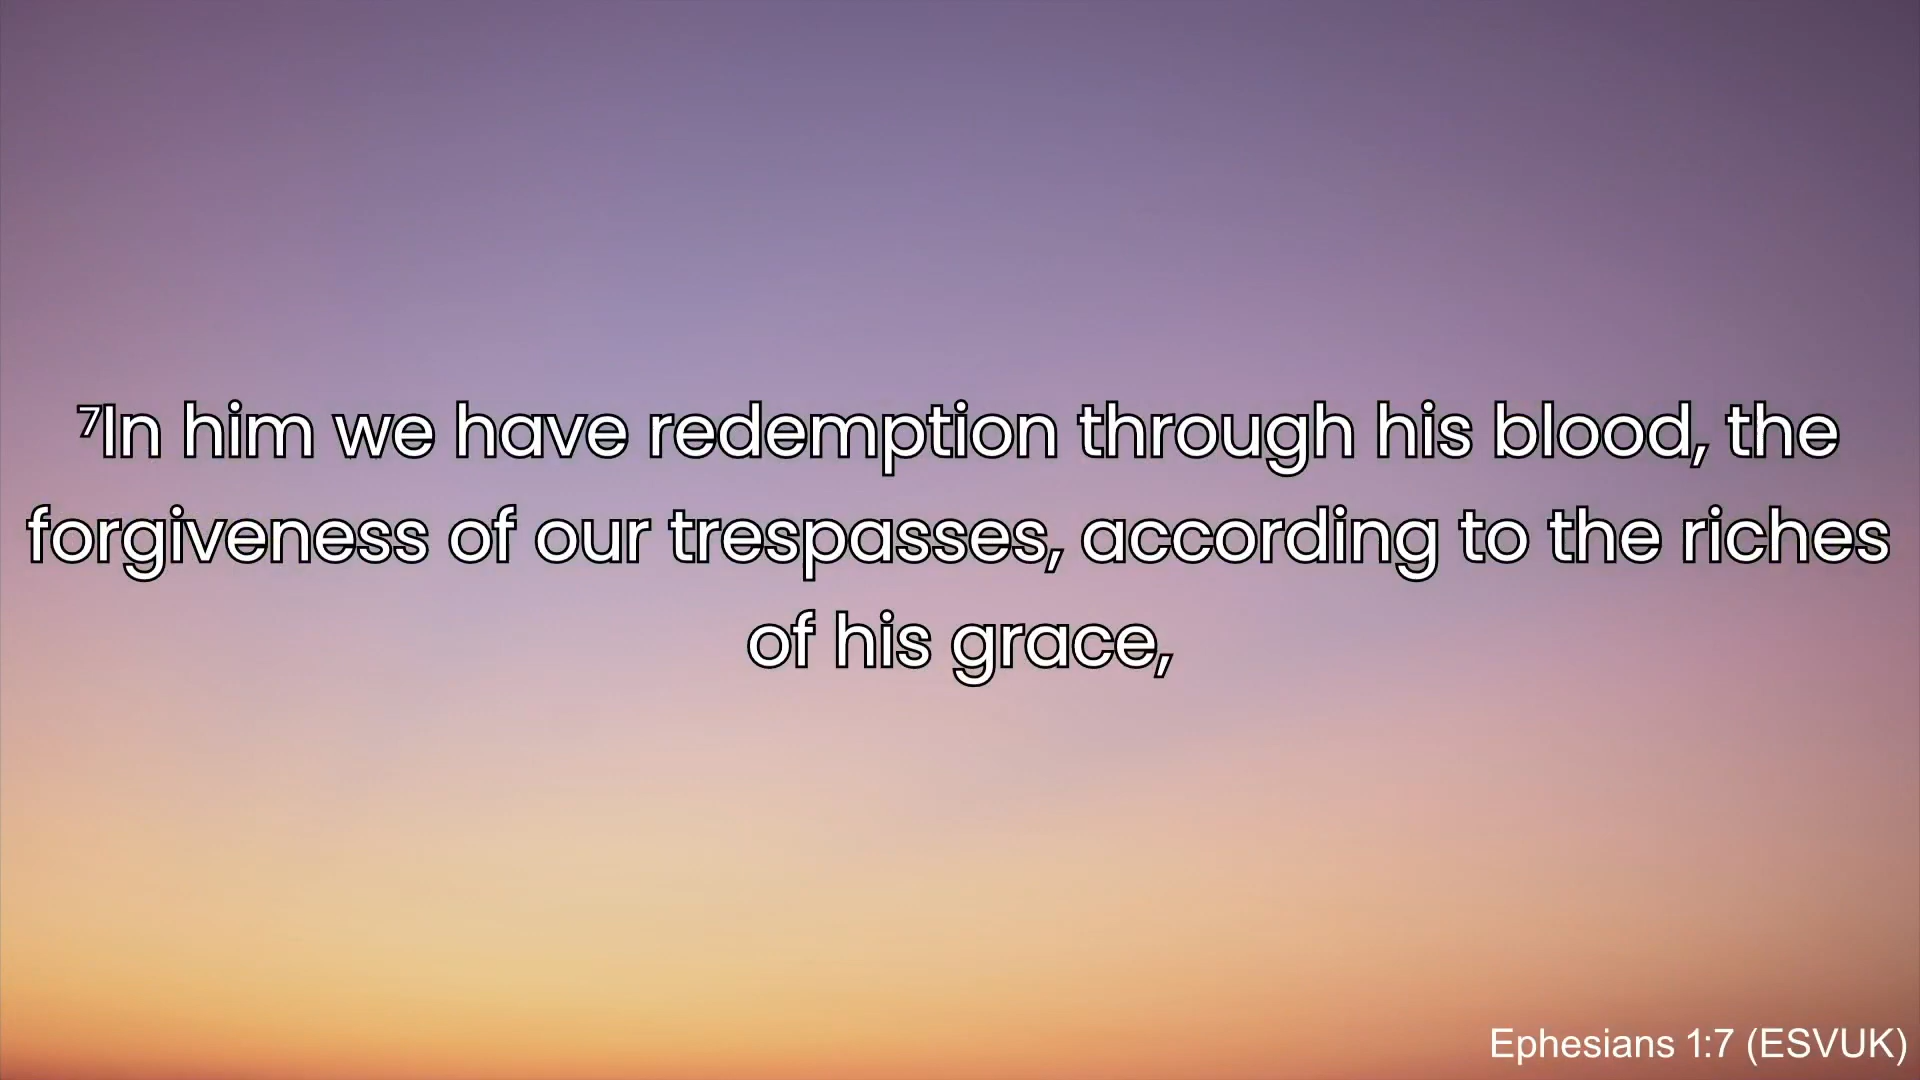 ⁷In him we have redemption through his blood, the
forgiveness of our trespasses, according to the riches
of his grace,
Ephesians 1:7 (ESVUK)